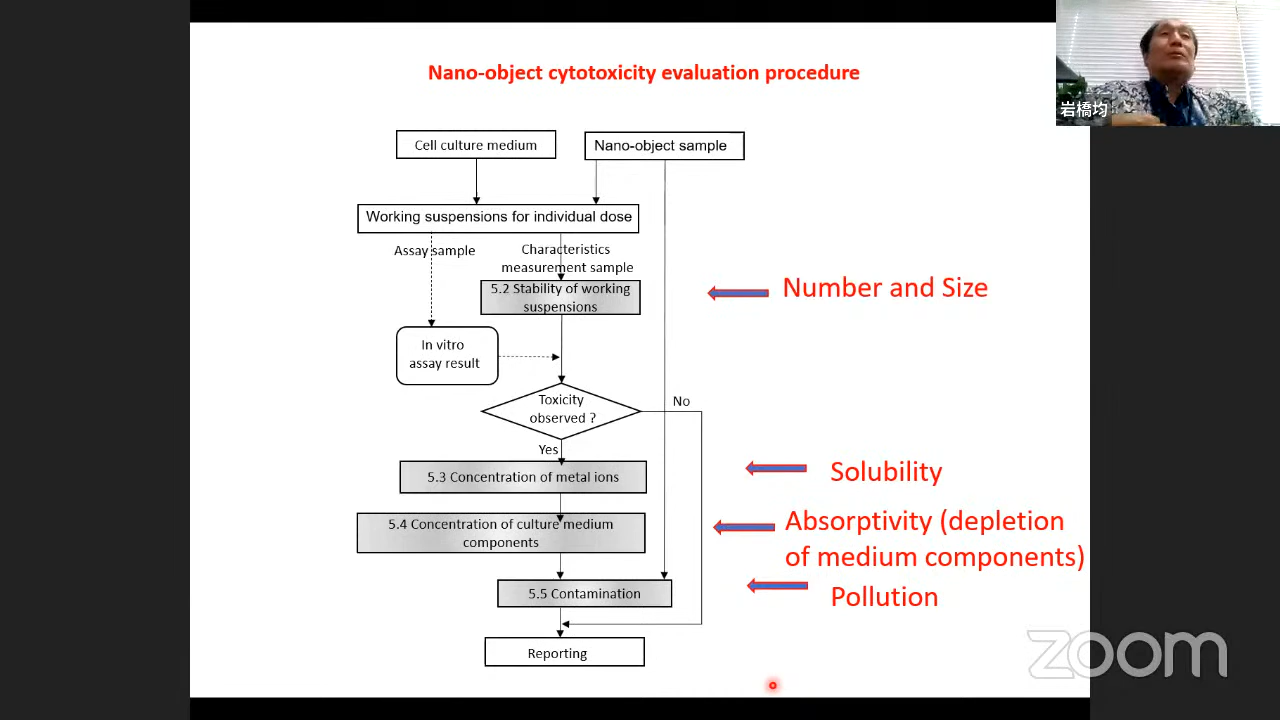 Nano-object cytotoxicity evaluation procedure
岩橋均
Cell culture medium
Nano-object sample
Working suspensions for individual dose
Assay sample
Characteristics
measurement sample
5.2 Stability of working
suspensions
Number and Size
In vitro
assay result
Toxicity
observed ?
No
Yes
5.3 Concentration of metal ions
Solubility
5.4 Concentration of culture medium
components
Absorptivity (depletion
of medium components)
5.5 Contamination
Pollution
Reporting
zoom